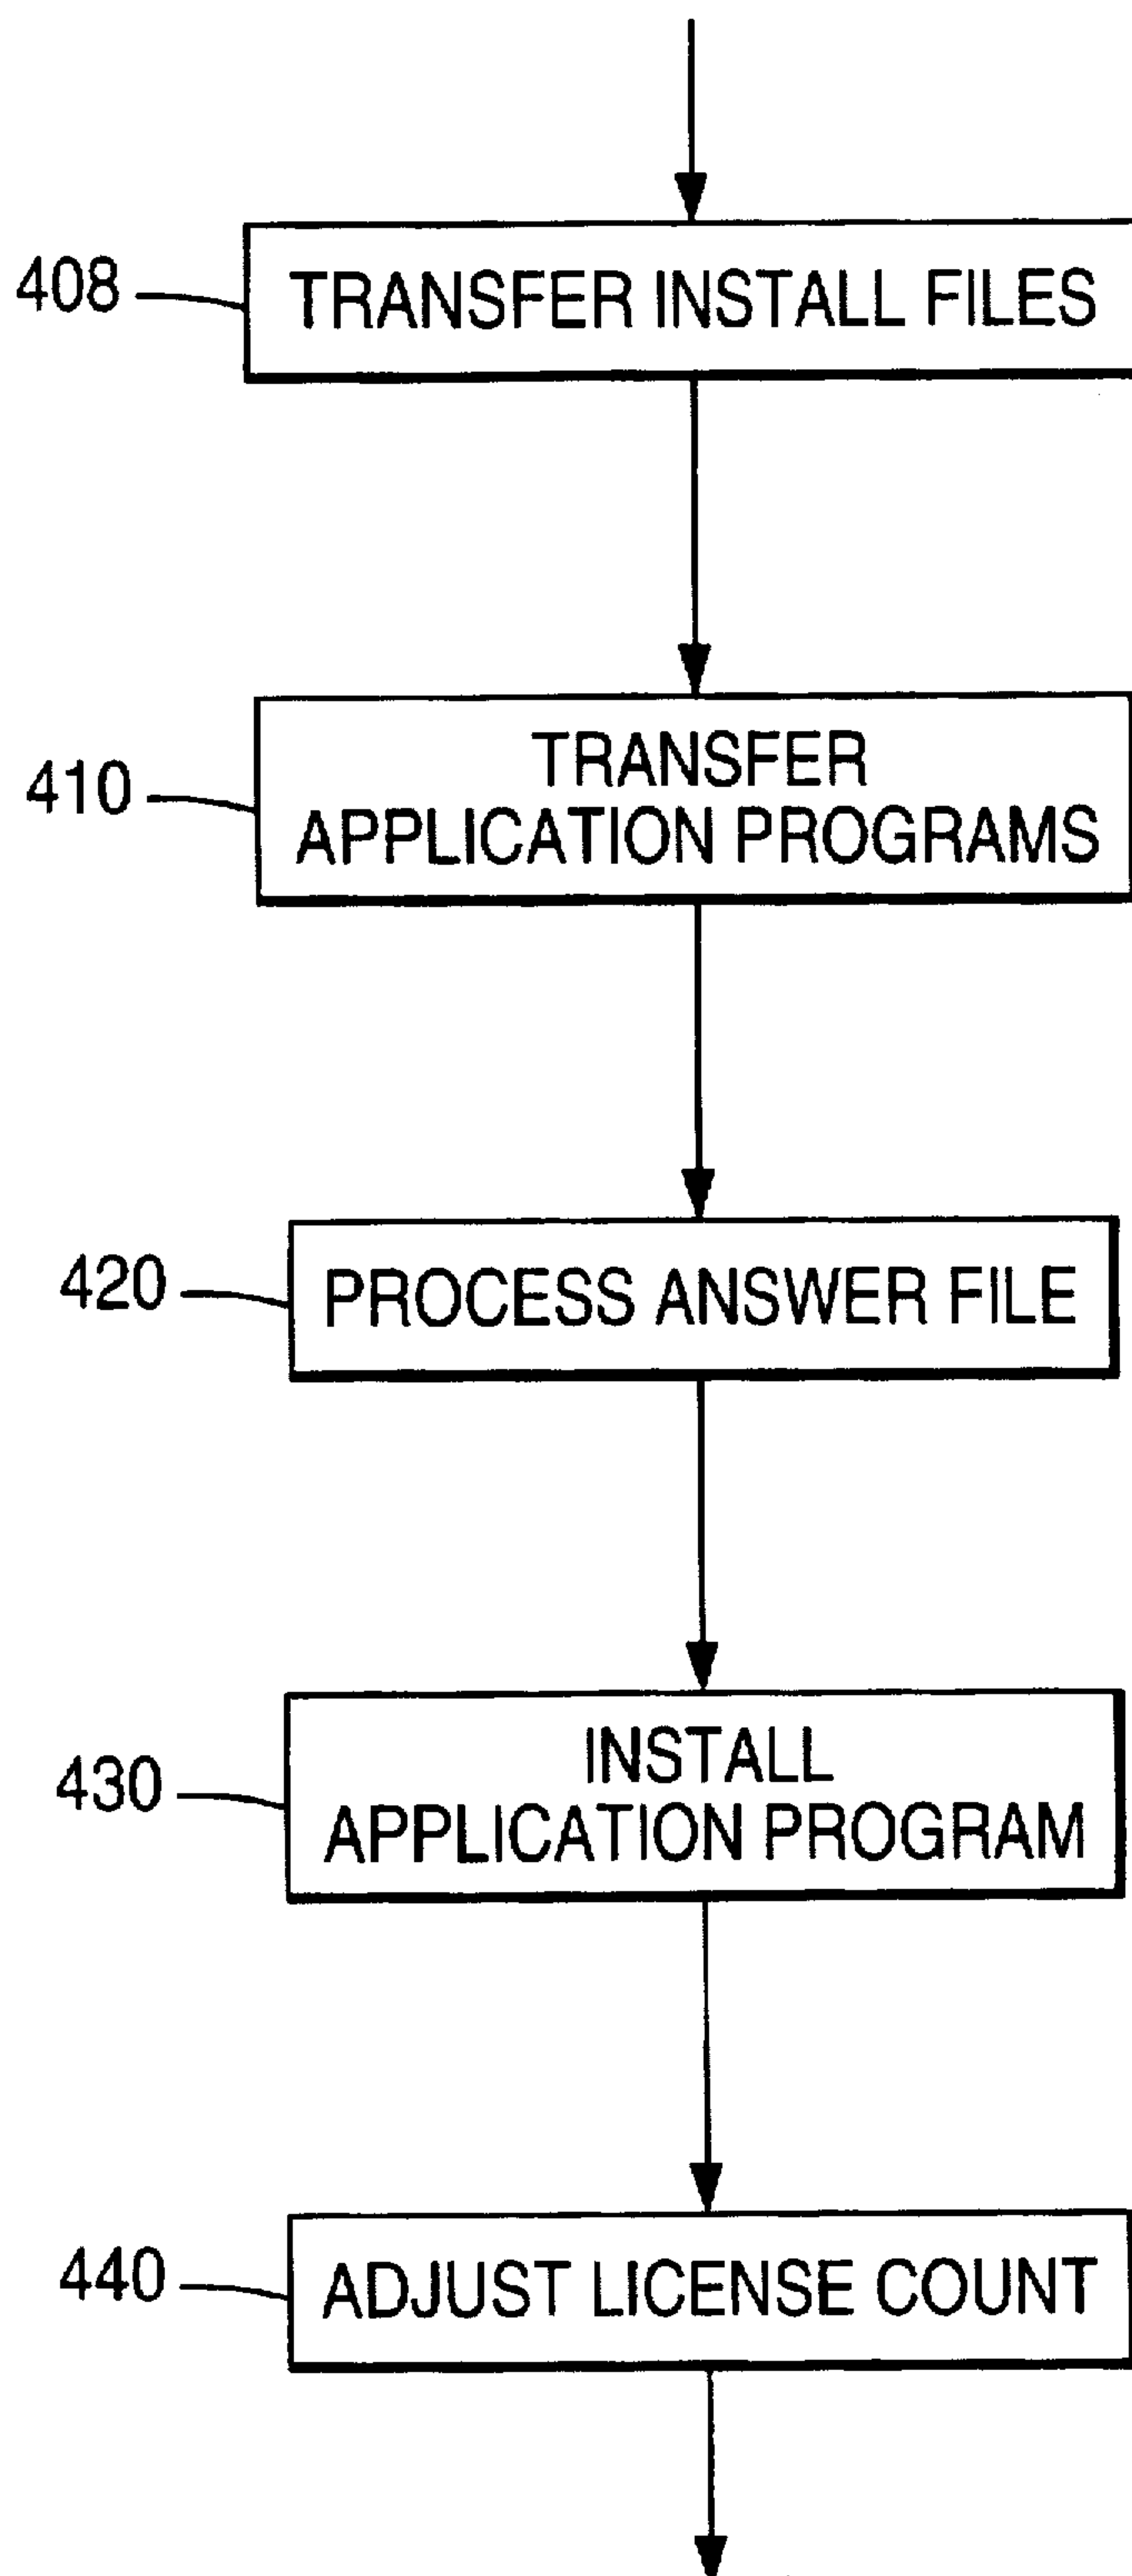 408
TRANSFER INSTALL FILES
410
TRANSFER
APPLICATION PROGRAMS
420
PROCESS ANSWER FILE
430
INSTALL
APPLICATION PROGRAM
440
ADJUST LICENSE COUNT